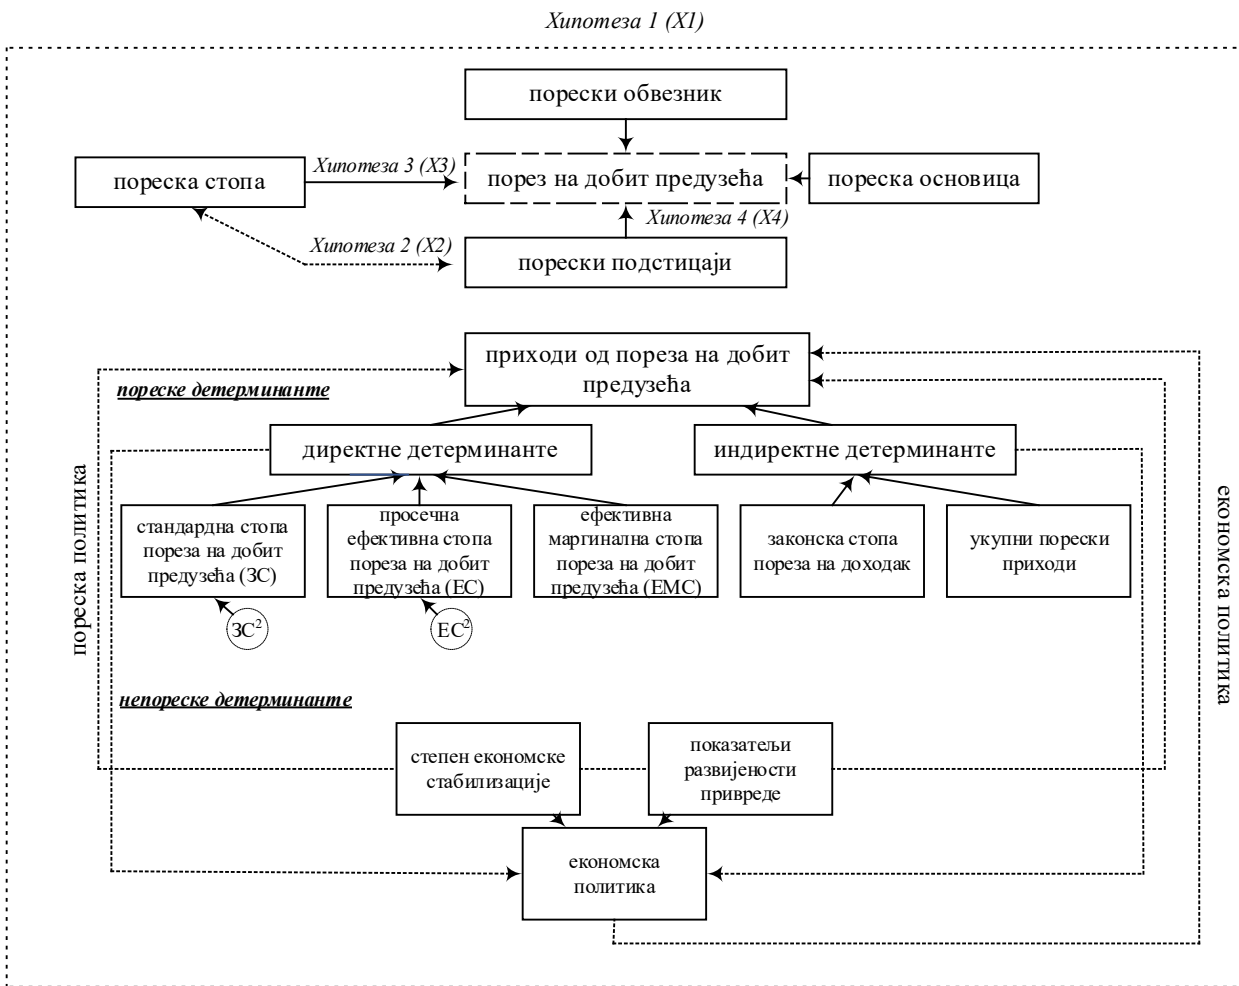 Хипотеза 1 (X1)
порески обвезник
Хипотеза 3 (X3)
пореска стопа
порез на добит предузећа
пореска основица
Хипотеза 4 (X4)
Хипотеза 2 (X2)
порески подстицаји
приходи од пореза на добит
предузећа
пореске детерминанте
директне детерминанте
индиректне детерминанте
пореска политика
економска политика
стандардна стопа
пореза на добит
предузећа (ЗС)
просечна
ефективна стопа
пореза на добит
предузећа (ЕС)
ефективна
маргинална стопа
пореза на добит
предузећа (ЕМС)
законска стопа
пореза на доходак
укупни порески
приходи
ЗС²
ЕС²
непореске детерминанте
степен економске
стабилизације
показатељи
развијености
привреде
економска
политика